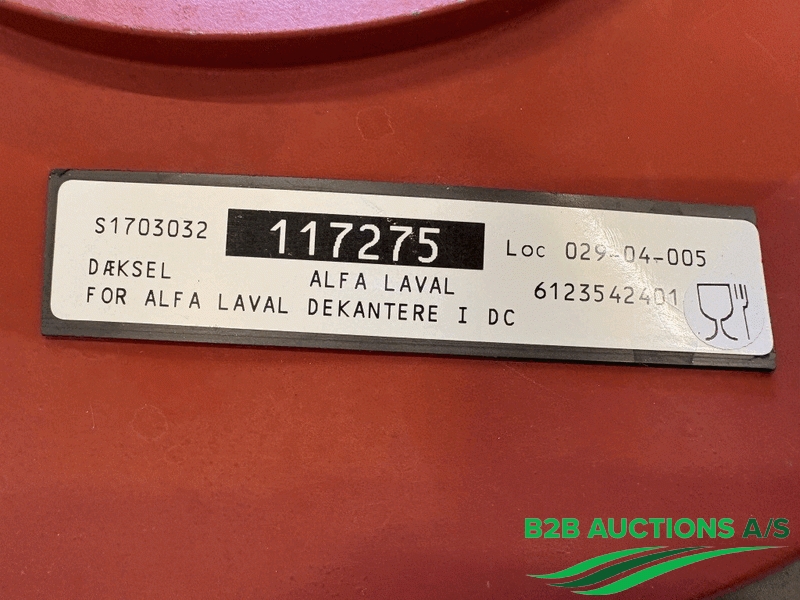 S1703032 117275 Loc 029-04-005
DÆKSEL ALFA LAVAL 6123542401
FOR ALFA LAVAL DEKANTERE I DC
B2B AUCTIONS A/S